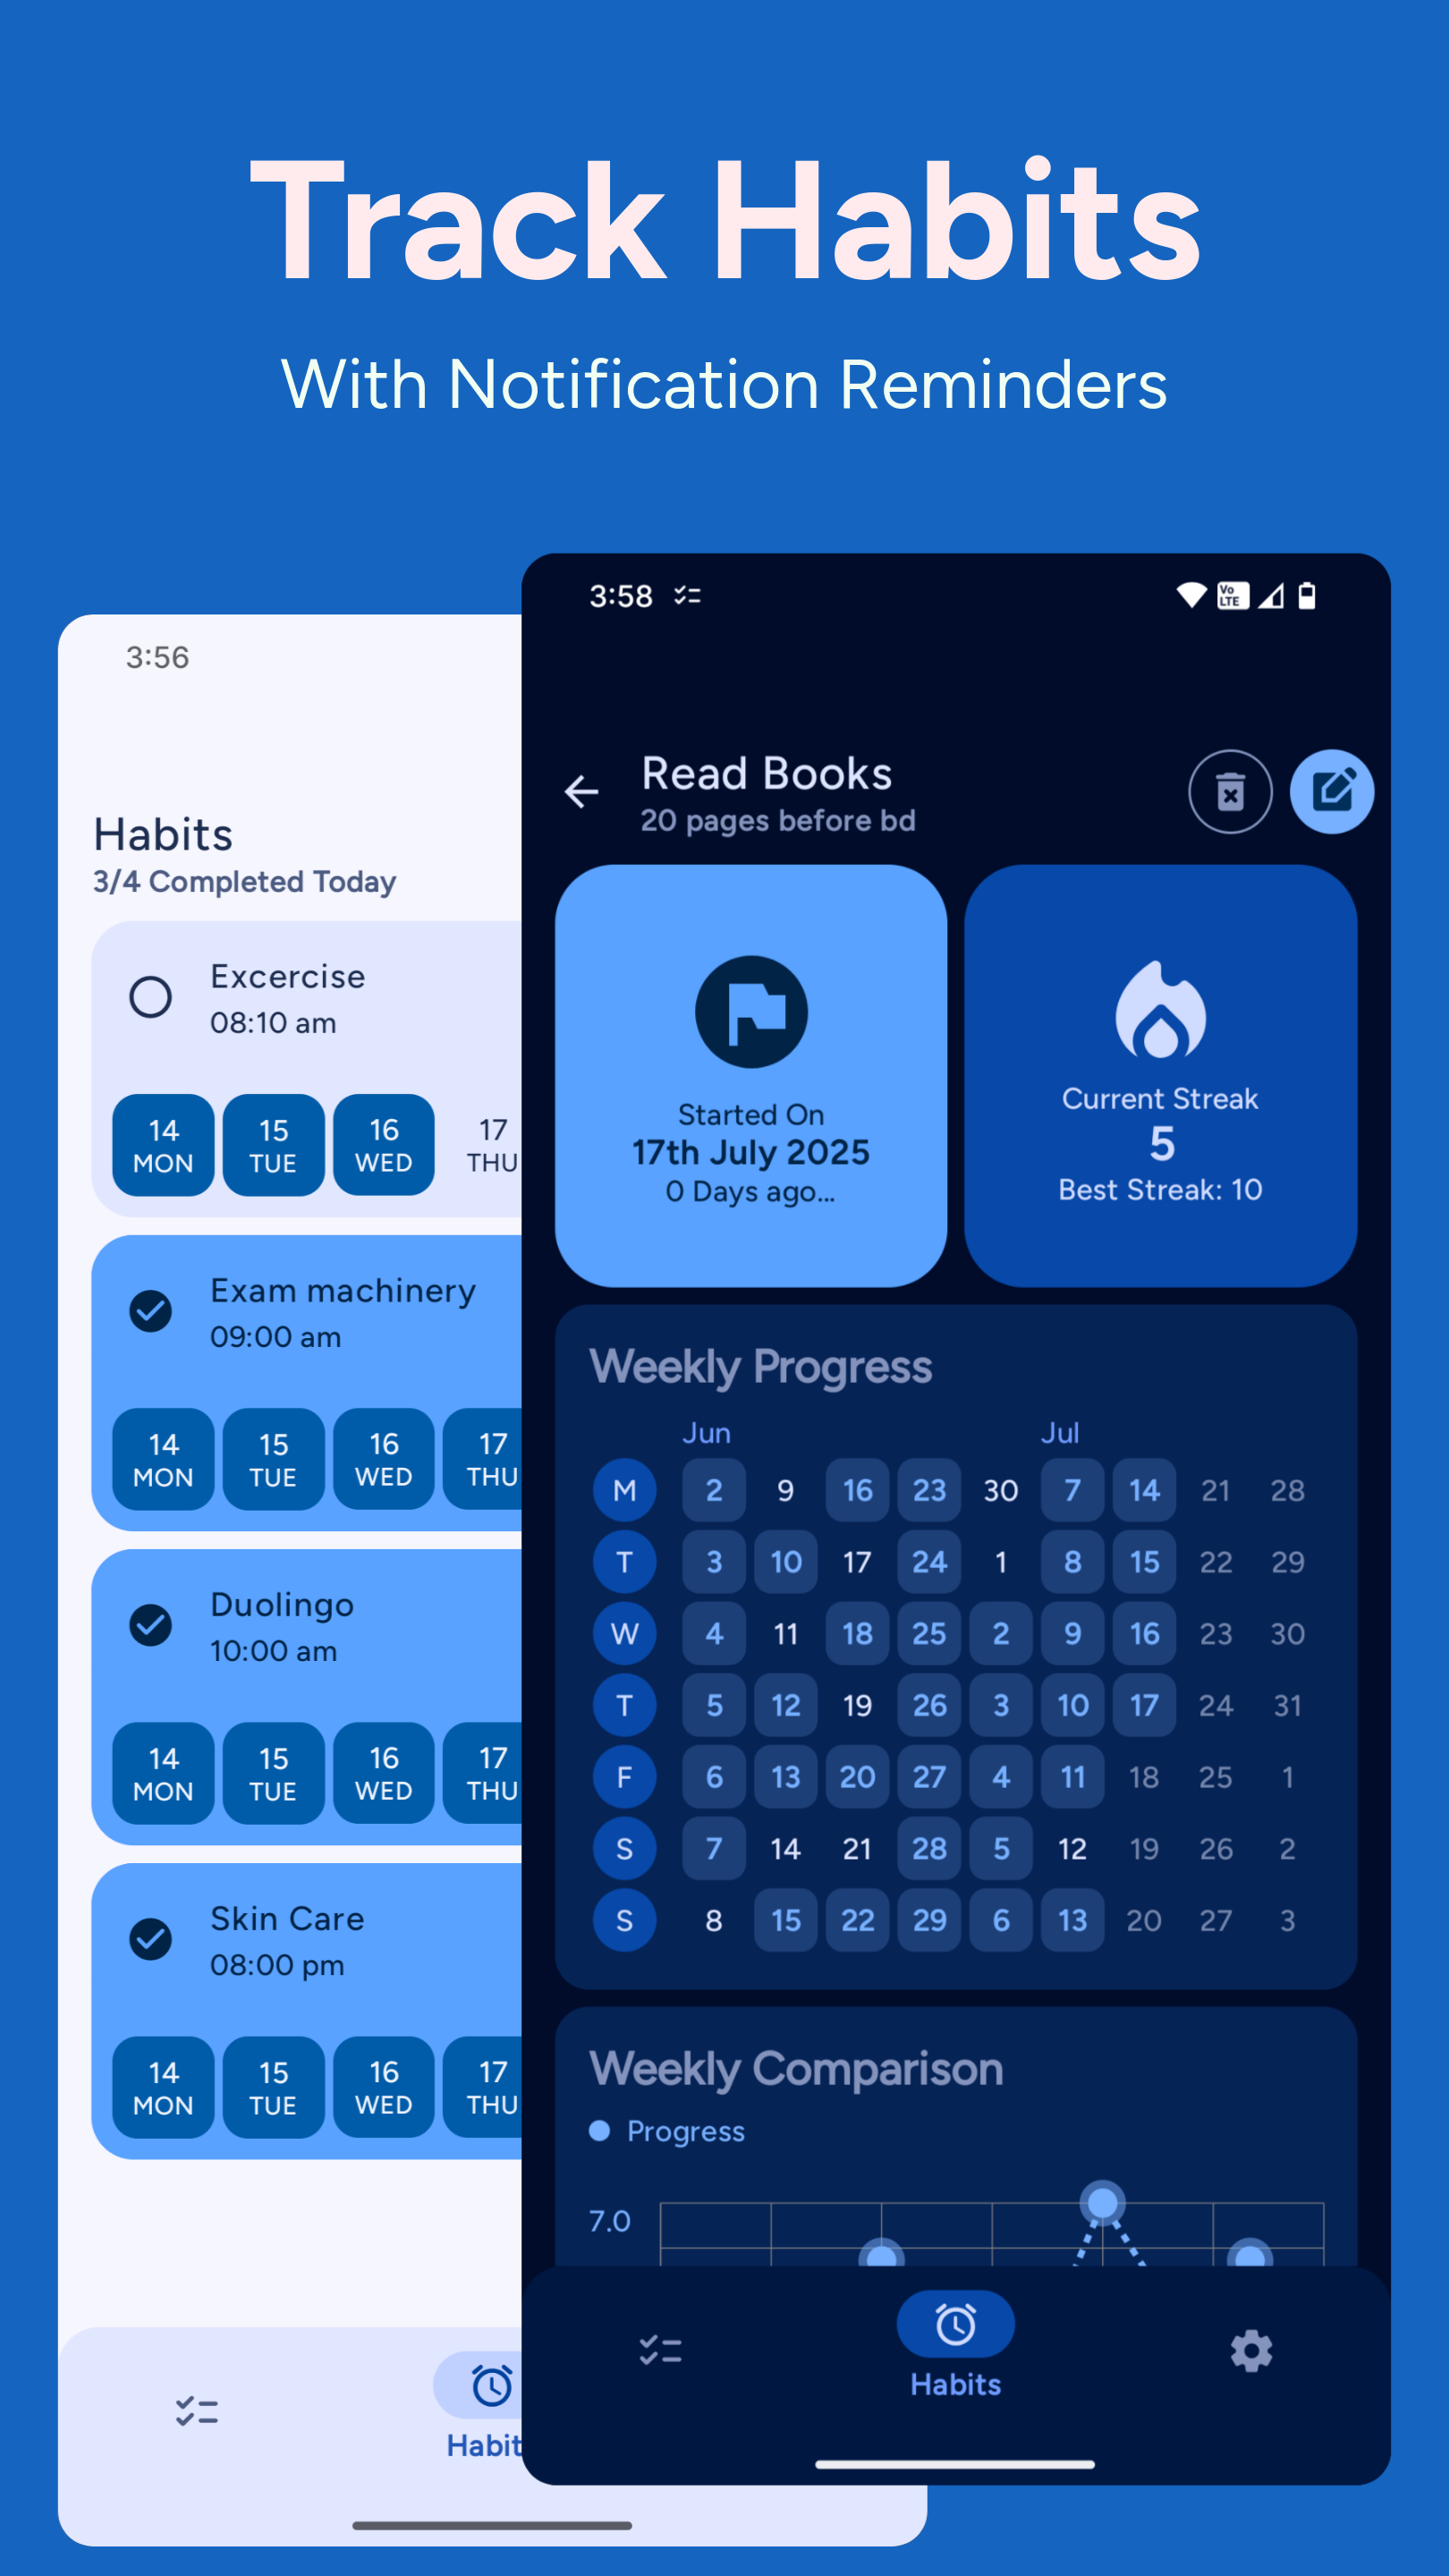 Track Habits
With Notification Reminders
3:56
Habits
3/4 Completed Today
Excercise
08:10 am
14 15 16 17
MON TUE WED THU
Exam machinery
09:00 am
14 15 16 17
MON TUE WED THU
Duolingo
10:00 am
14 15 16 17
MON TUE WED THU
Skin Care
08:00 pm
14 15 16 17
MON TUE WED THU
Habit
3:58
Vo
LTE
Read Books
20 pages before bd
Started On
17th July 2025
0 Days ago...
Current Streak
5
Best Streak: 10
Weekly Progress
Jun Jul
M 2 9 16 23 30 7 14 21 28
T 3 10 17 24 1 8 15 22 29
W 4 11 18 25 2 9 16 23 30
T 5 12 19 26 3 10 17 24 31
F 6 13 20 27 4 11 18 25 1
S 7 14 21 28 5 12 19 26 2
S 8 15 22 29 6 13 20 27 3
Weekly Comparison
Progress
7.0
Habits